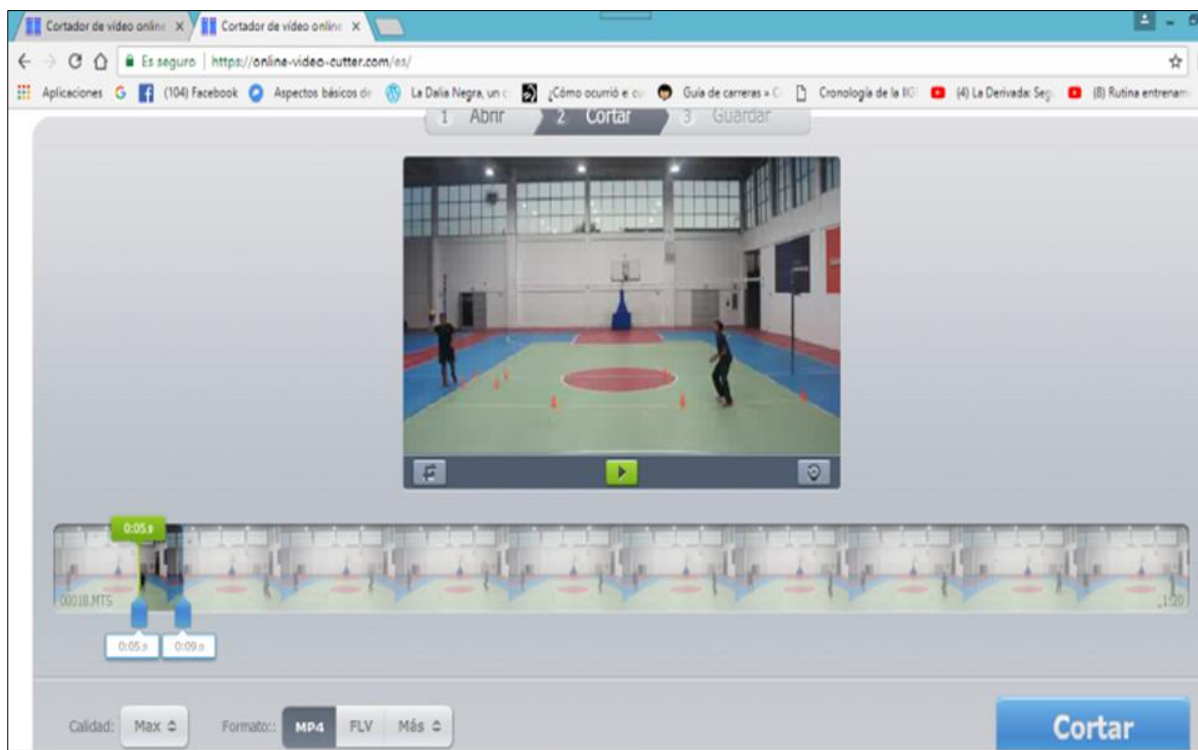 Cortador de vídeo online Cortador de vídeo online
Es seguro | https://online-video-cutter.com/es/
Aplicaciones (104) Facebook Aspectos básicos de La Dalia Negra, un c ¿Cómo ocurrió e cu Guía de carreras » C Cronología de la (4) La Derivada: Seg (8) Rutina entrenam
1 Abrir 2 Cortar 3 Guardar
0:05.9
00018.MTS 1:20
0:05.9 0:09.0
Calidad: Max Formato:: MP4 FLV Más Cortar